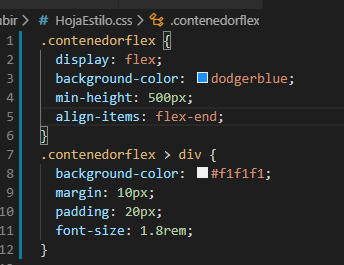 ubir > # HojaEstilo.css > .contenedorflex
1 .contenedorflex {
2 display: flex;
3 background-color: dodgerblue;
4 min-height: 500px;
5 align-items: flex-end;
6 }
7 .contenedorflex > div {
8 background-color: #f1f1f1;
9 margin: 10px;
10 padding: 20px;
11 font-size: 1.8rem;
12 }